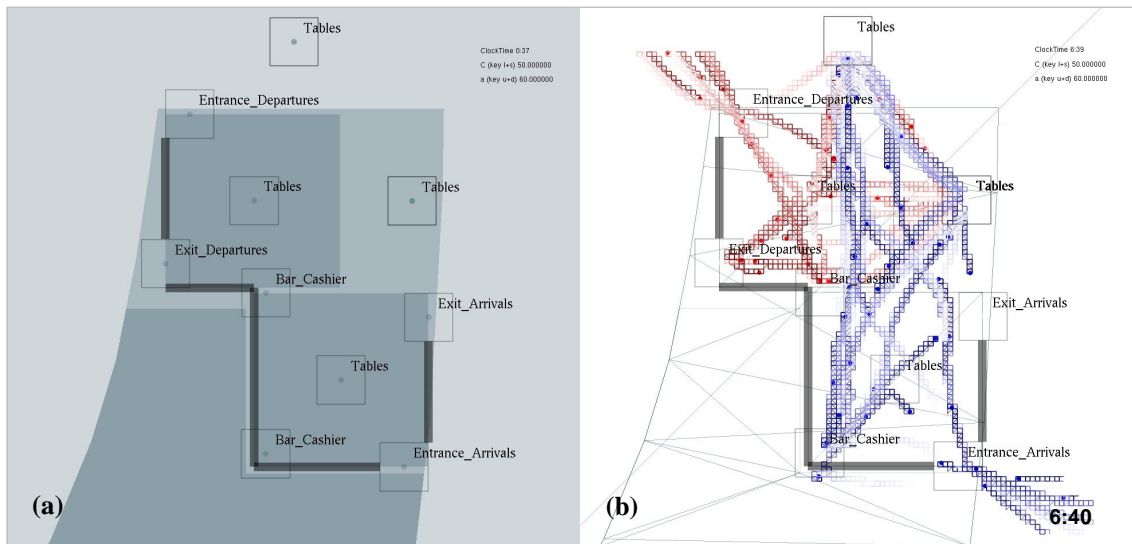 Tables
ClockTime 0:37
C (key l+s) 50.000000
a (key u+d) 60.000000
Entrance_Departures
Tables
Tables
Exit_Departures
Bar_Cashier
Exit_Arrivals
Tables
Bar_Cashier
Entrance_Arrivals
(a)
Tables
ClockTime 6:39
C (key l+s) 50.000000
a (key u+d) 60.000000
Entrance_Departures
Tables
Tables
Exit_Departures
Bar_Cashier
Exit_Arrivals
Tables
Bar_Cashier
Entrance_Arrivals
(b)
6:40